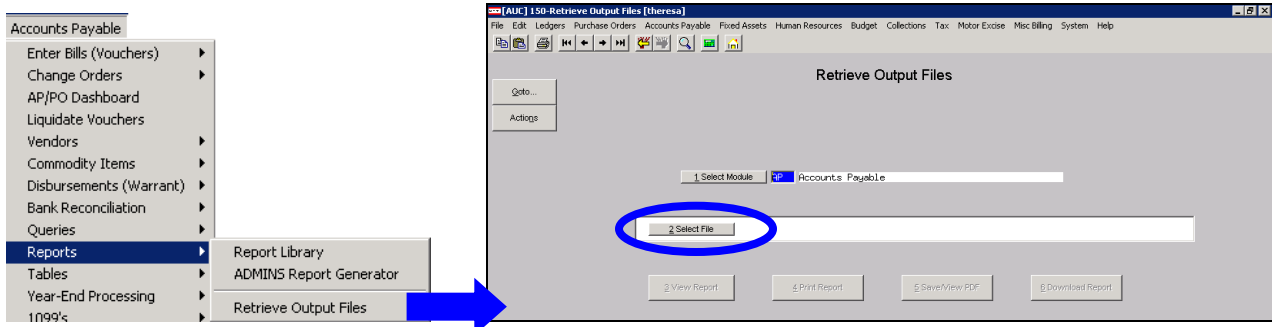 Accounts Payable
Enter Bills (Vouchers)
Change Orders
AP/PO Dashboard
Liquidate Vouchers
Vendors
Commodity Items
Disbursements (Warrant)
Bank Reconciliation
Queries
Reports
Tables
Year-End Processing
1099's
Report Library
ADMINS Report Generator
Retrieve Output Files
[AUC] 150-Retrieve Output Files [theresa]
File Edit Ledgers Purchase Orders Accounts Payable Fixed Assets Human Resources Budget Collections Tax Motor Excise Misc Billing System Help
Retrieve Output Files
Goto...
Actions
1 Select Module AP Accounts Payable
2 Select File
3 View Report 4 Print Report 5 Save/View PDF 6 Download Report